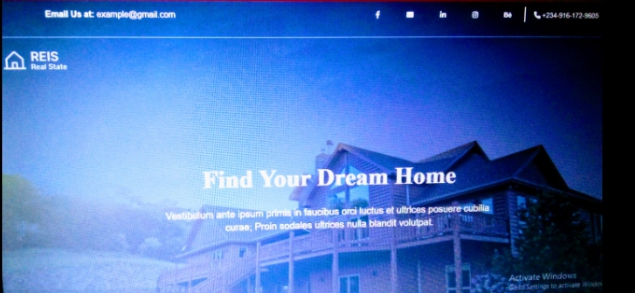 Email Us at: example@gmail.com
+234-916-172-9605
REIS
Real State
Find Your Dream Home
Vestibulum ante ipsum primis in faucibus orci luctus et ultrices posuere cubilia
curae; Proin sodales ultrices nulla blandit volutpat.
Activate Windows
Go to Settings to activate Windows